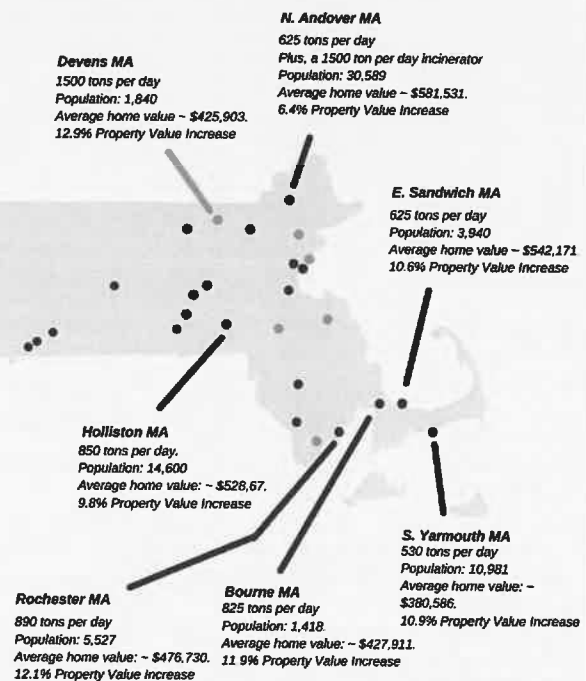 N. Andover MA
625 tons per day
Plus, a 1500 ton per day incinerator
Population: 30,589
Average home value ~ $581,531.
6.4% Property Value Increase
Devens MA
1500 tons per day
Population: 1,840
Average home value ~ $425,903.
12.9% Property Value Increase
E. Sandwich MA
625 tons per day
Population: 3,940
Average home value ~ $542,171
10.6% Property Value Increase
Holliston MA
850 tons per day.
Population: 14,600
Average home value: ~ $528,67.
9.8% Property Value Increase
S. Yarmouth MA
530 tons per day
Population: 10,981
Average home value: ~
$380,586.
10.9% Property Value Increase
Rochester MA
890 tons per day
Population: 5,527
Average home value: ~ $476,730.
12.1% Property Value Increase
Bourne MA
825 tons per day
Population: 1,418.
Average home value: ~ $427,911.
11 9% Property Value Increase